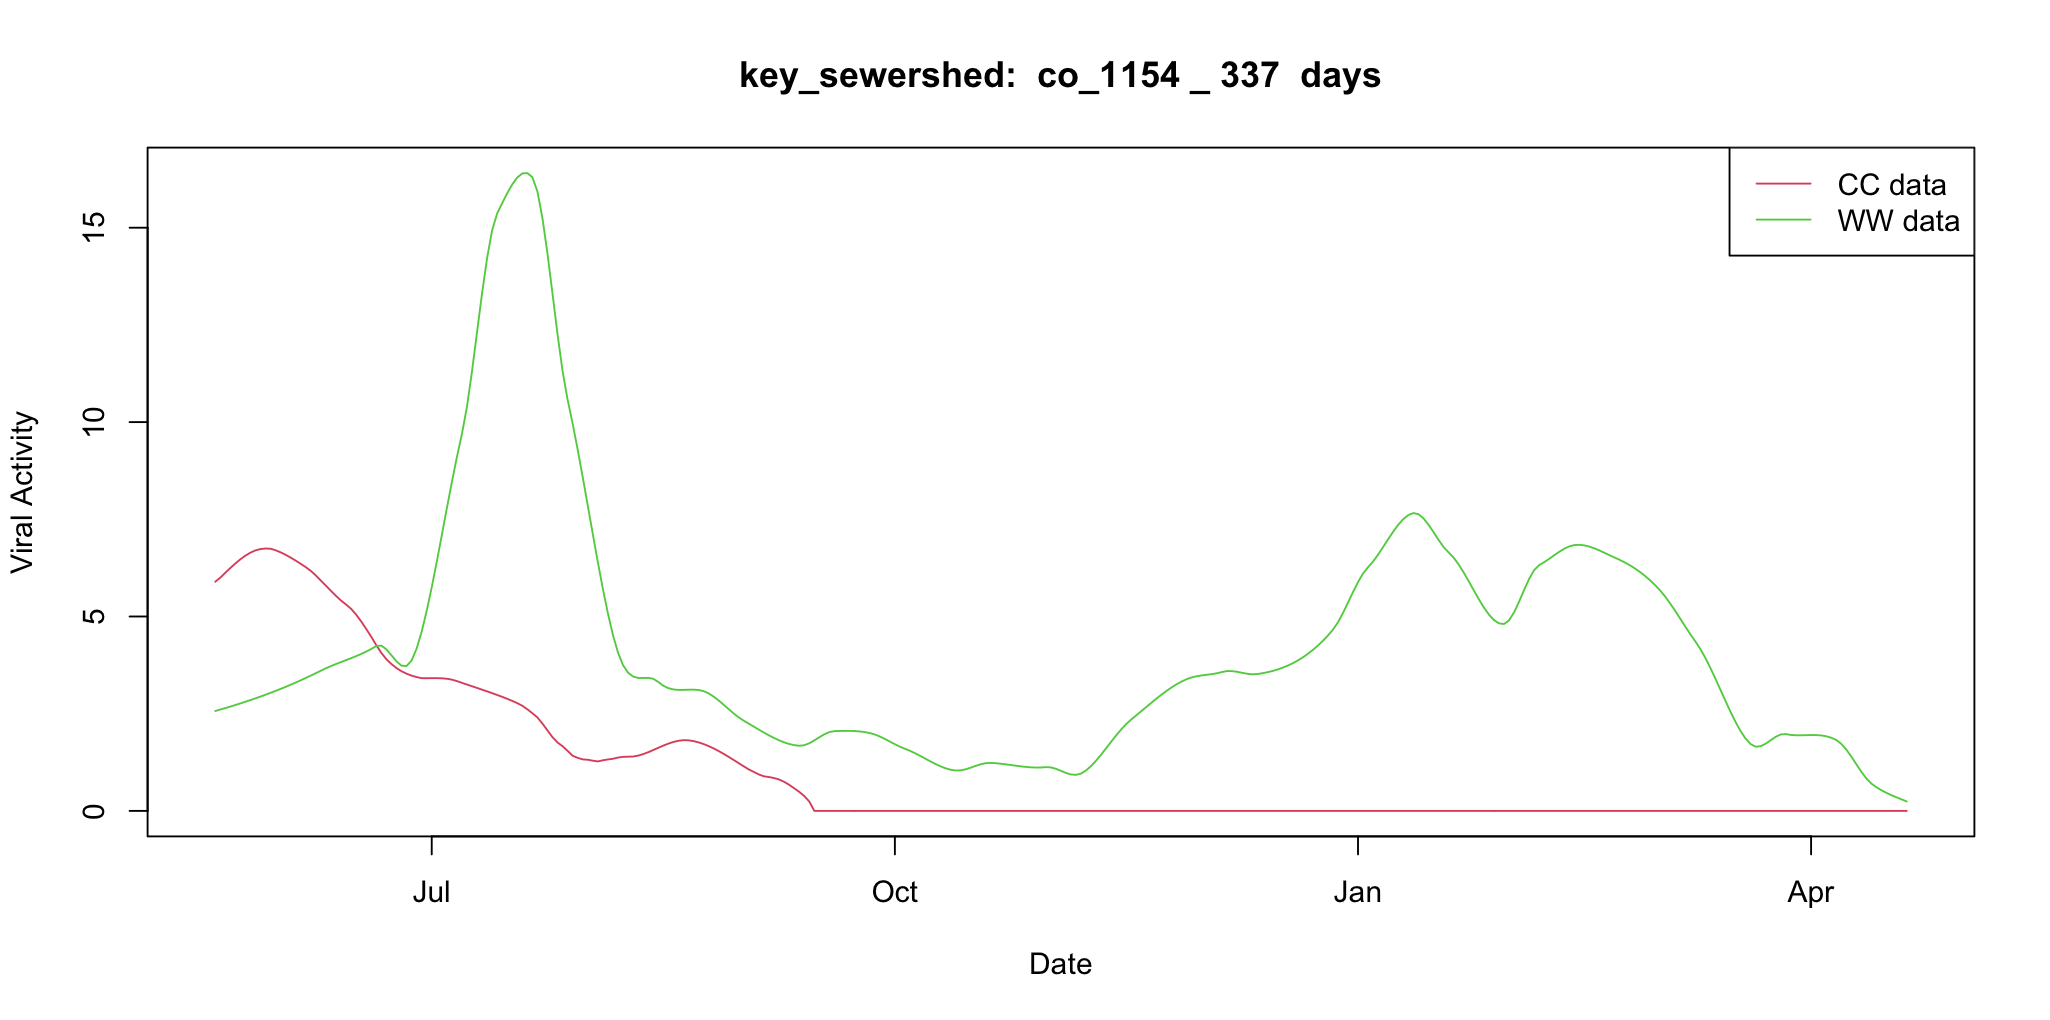 key_sewershed: co_1154 _ 337 days
CC data
WW data
Viral Activity
15
10
5
0
Jul Oct Jan Apr
Date